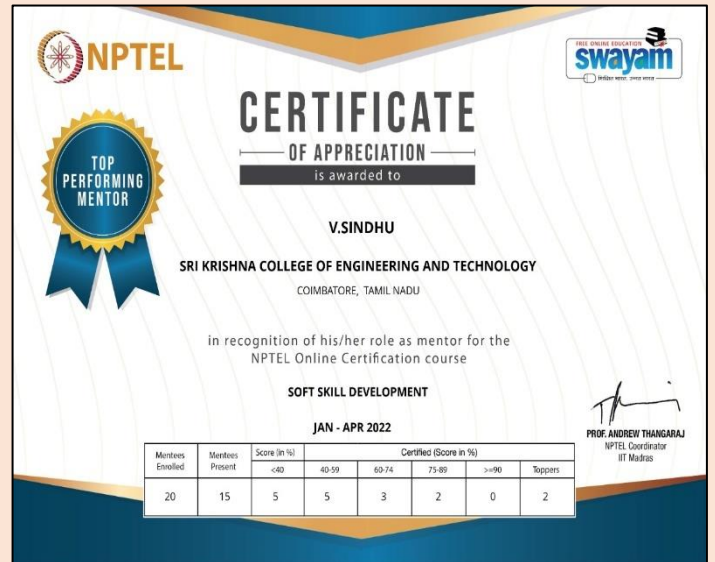 NPTEL
FREE ONLINE EDUCATION
swayam
शिक्षित भारत, उन्नत भारत
CERTIFICATE
OF APPRECIATION
is awarded to
TOP
PERFORMING
MENTOR
V.SINDHU
SRI KRISHNA COLLEGE OF ENGINEERING AND TECHNOLOGY
COIMBATORE, TAMIL NADU
in recognition of his/her role as mentor for the
NPTEL Online Certification course
SOFT SKILL DEVELOPMENT
JAN - APR 2022
PROF. ANDREW THANGARAJ
NPTEL Coordinator
IIT Madras
Mentees Enrolled Mentees Present Score (in %) Certified (Score in %)
<40 40-59 60-74 75-89 >=90 Toppers
20 15 5 5 3 2 0 2